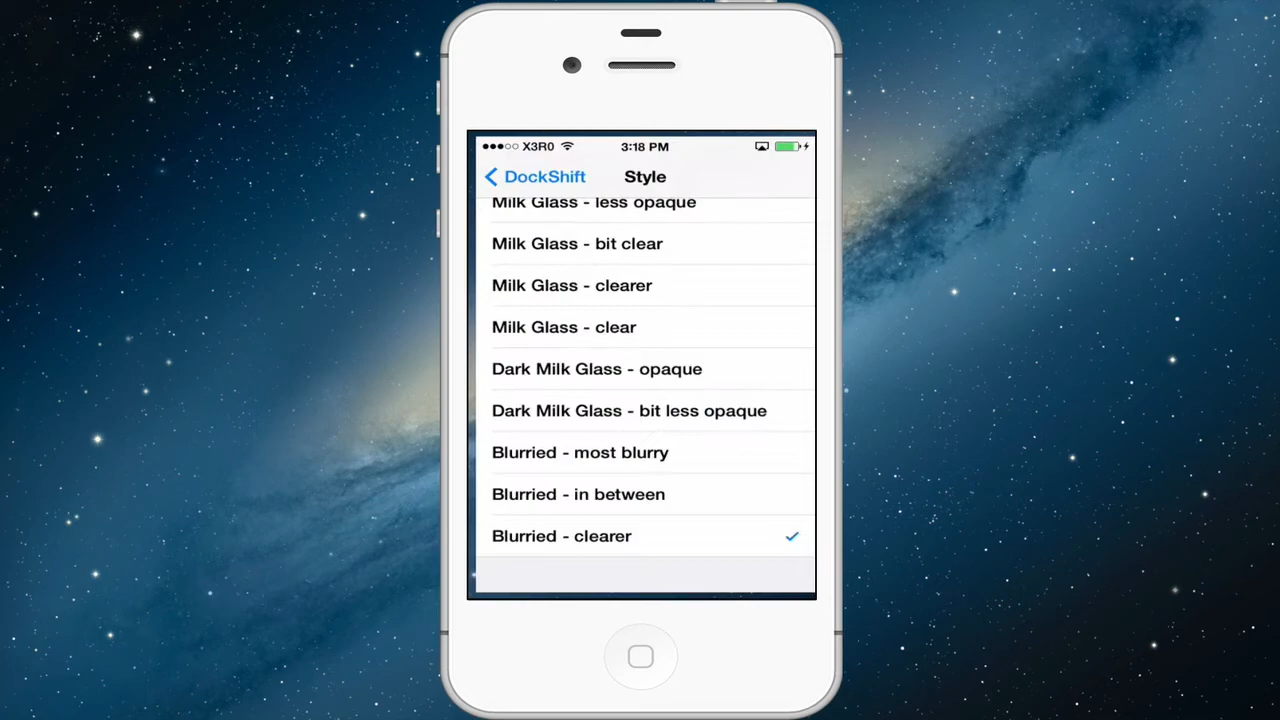 X3R0 3:18 PM
DockShift Style
Milk Glass - less opaque
Milk Glass - bit clear
Milk Glass - clearer
Milk Glass - clear
Dark Milk Glass - opaque
Dark Milk Glass - bit less opaque
Blurried - most blurry
Blurried - in between
Blurried - clearer